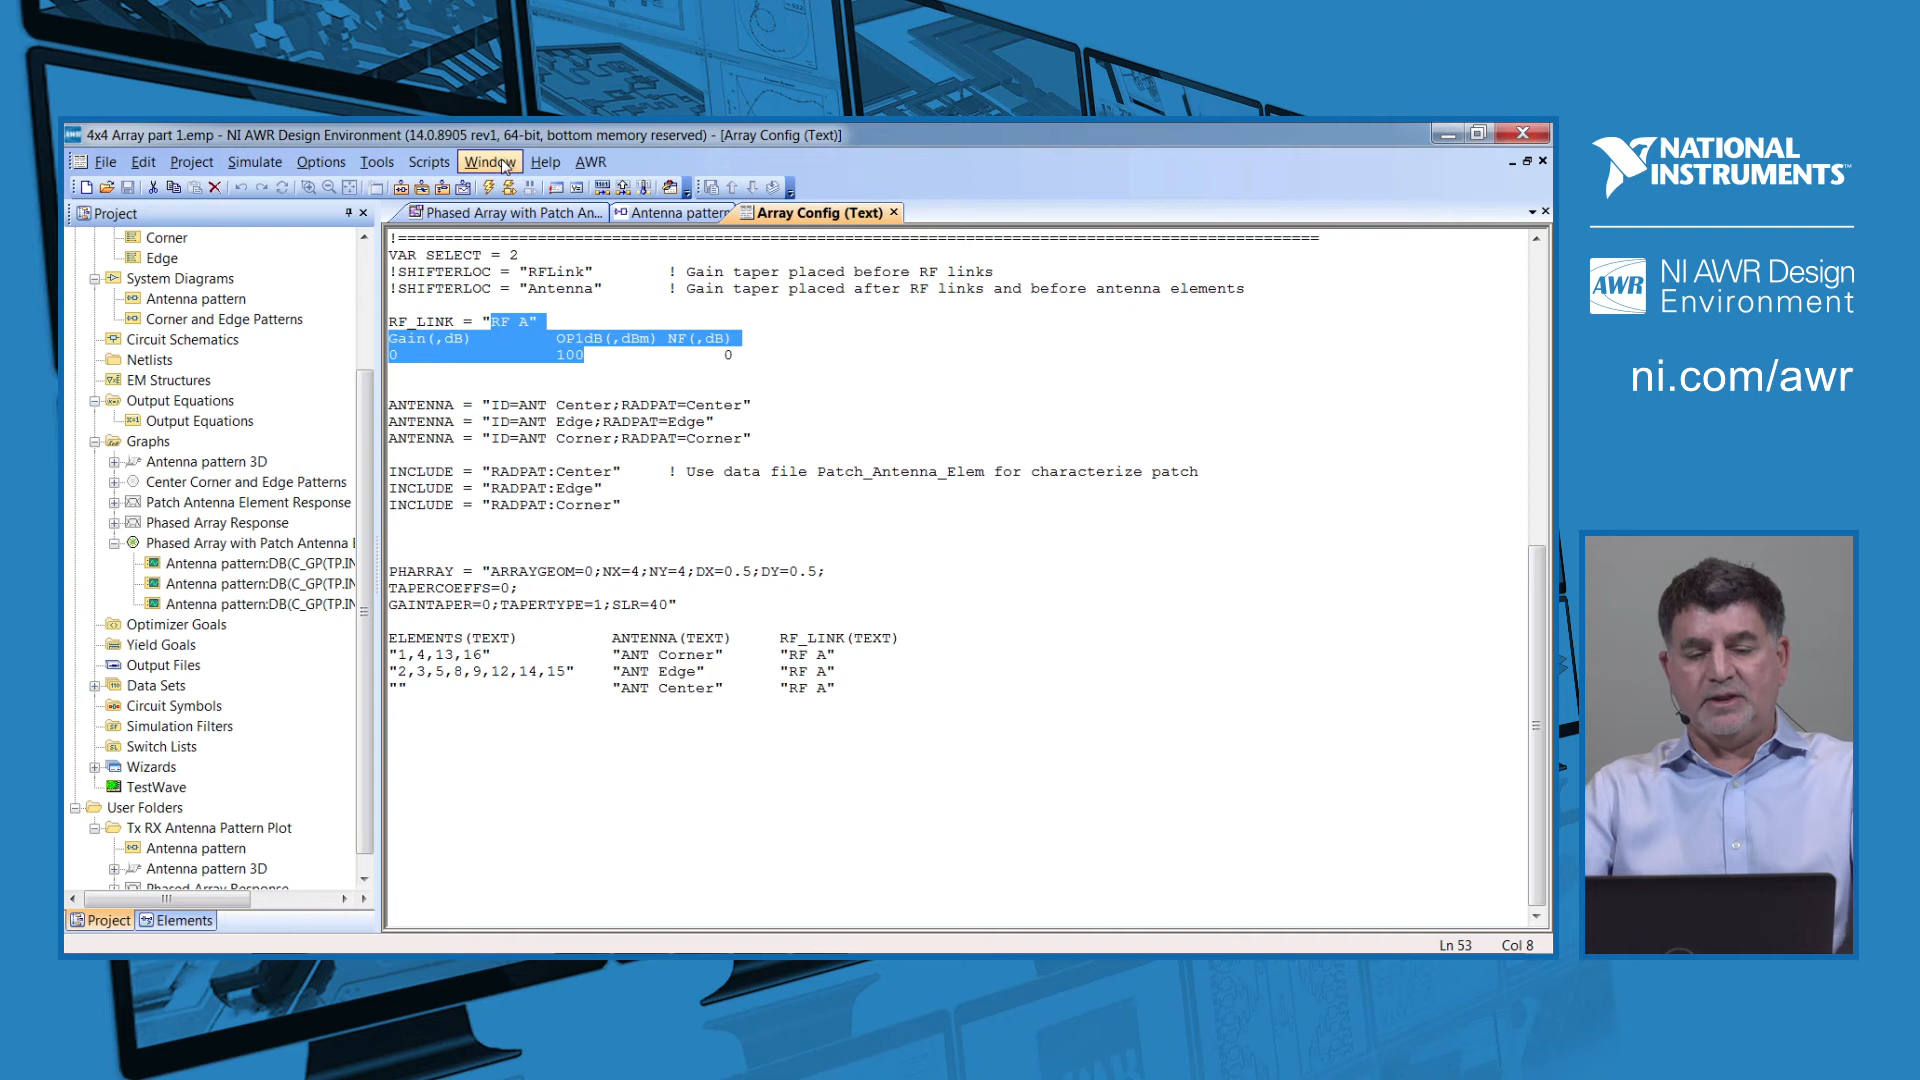 4x4 Array part 1.emp - NI AWR Design Environment (14.0.8905 rev1, 64-bit, bottom memory reserved) - [Array Config (Text)]
File Edit Project Simulate Options Tools Scripts Window Help AWR
Project
Phased Array with Patch An... Antenna pattern Array Config (Text)
Corner
Edge
System Diagrams
Antenna pattern
Corner and Edge Patterns
Circuit Schematics
Netlists
EM Structures
Output Equations
Output Equations
Graphs
Antenna pattern 3D
Center Corner and Edge Patterns
Patch Antenna Element Response
Phased Array Response
Phased Array with Patch Antenna
Antenna pattern:DB(C_GP(TP.IN
Antenna pattern:DB(C_GP(TP.IN
Antenna pattern:DB(C_GP(TP.IN
Optimizer Goals
Yield Goals
Output Files
Data Sets
Circuit Symbols
Simulation Filters
Switch Lists
Wizards
TestWave
User Folders
Tx RX Antenna Pattern Plot
Antenna pattern
Antenna pattern 3D
Phased Array Response
Project Elements
VAR SELECT = 2
!SHIFTERLOC = "RFLink" ! Gain taper placed before RF links
!SHIFTERLOC = "Antenna" ! Gain taper placed after RF links and before antenna elements
RF_LINK = "RF A"
Gain(,dB) OP1dB(,dBm) NF(,dB)
0 100 0
ANTENNA = "ID=ANT Center;RADPAT=Center"
ANTENNA = "ID=ANT Edge;RADPAT=Edge"
ANTENNA = "ID=ANT Corner;RADPAT=Corner"
INCLUDE = "RADPAT:Center" ! Use data file Patch_Antenna_Elem for characterize patch
INCLUDE = "RADPAT:Edge"
INCLUDE = "RADPAT:Corner"
PHARRAY = "ARRAYGEOM=0;NX=4;NY=4;DX=0.5;DY=0.5;
TAPERCOEFFS=0;
GAINTAPER=0;TAPERTYPE=1;SLR=40"
ELEMENTS(TEXT) ANTENNA(TEXT) RF_LINK(TEXT)
"1,4,13,16" "ANT Corner" "RF A"
"2,3,5,8,9,12,14,15" "ANT Edge" "RF A"
"" "ANT Center" "RF A"
Ln 53 Col 8
NATIONAL
INSTRUMENTS™
AWR
NI AWR Design
Environment
ni.com/awr